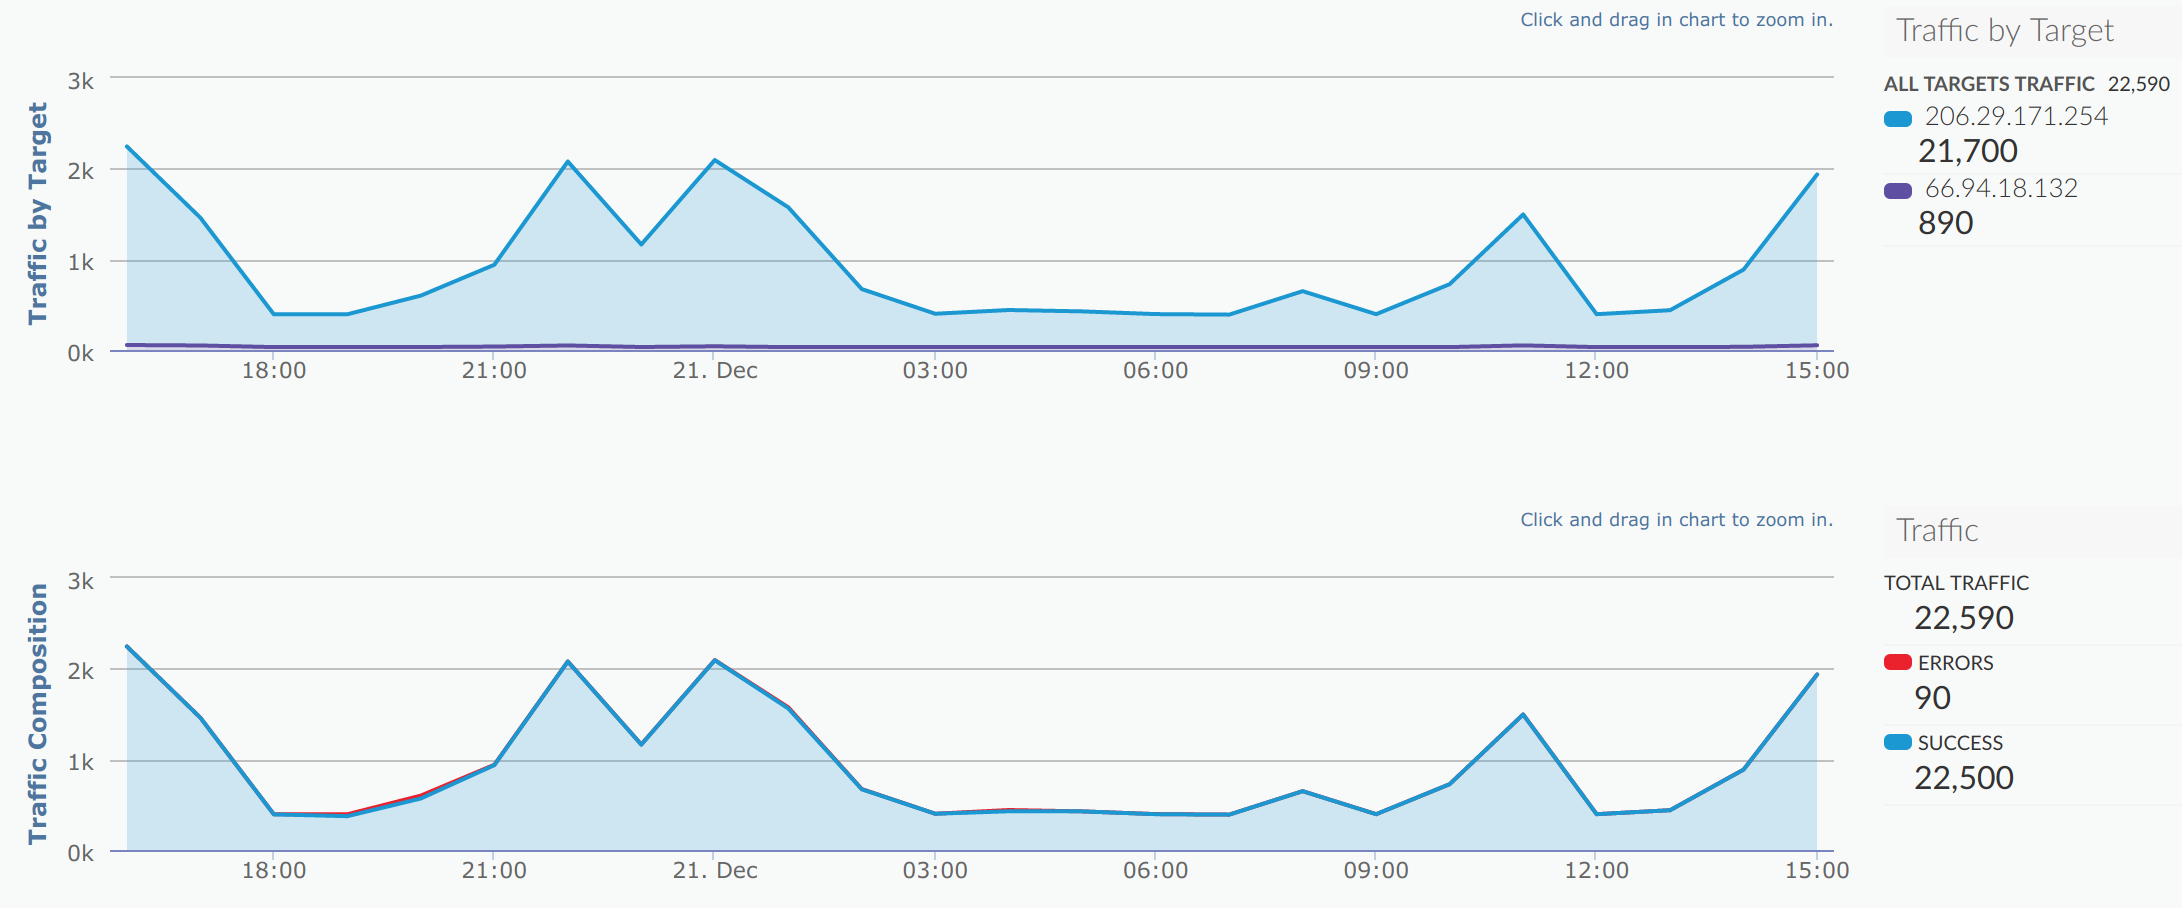 Click and drag in chart to zoom in.
Traffic by Target
3k
2k
1k
0k
18:00 21:00 21. Dec 03:00 06:00 09:00 12:00 15:00
Traffic by Target
ALL TARGETS TRAFFIC 22,590
206.29.171.254
21,700
66.94.18.132
890
Click and drag in chart to zoom in.
Traffic Composition
3k
2k
1k
0k
18:00 21:00 21. Dec 03:00 06:00 09:00 12:00 15:00
Traffic
TOTAL TRAFFIC
22,590
ERRORS
90
SUCCESS
22,500